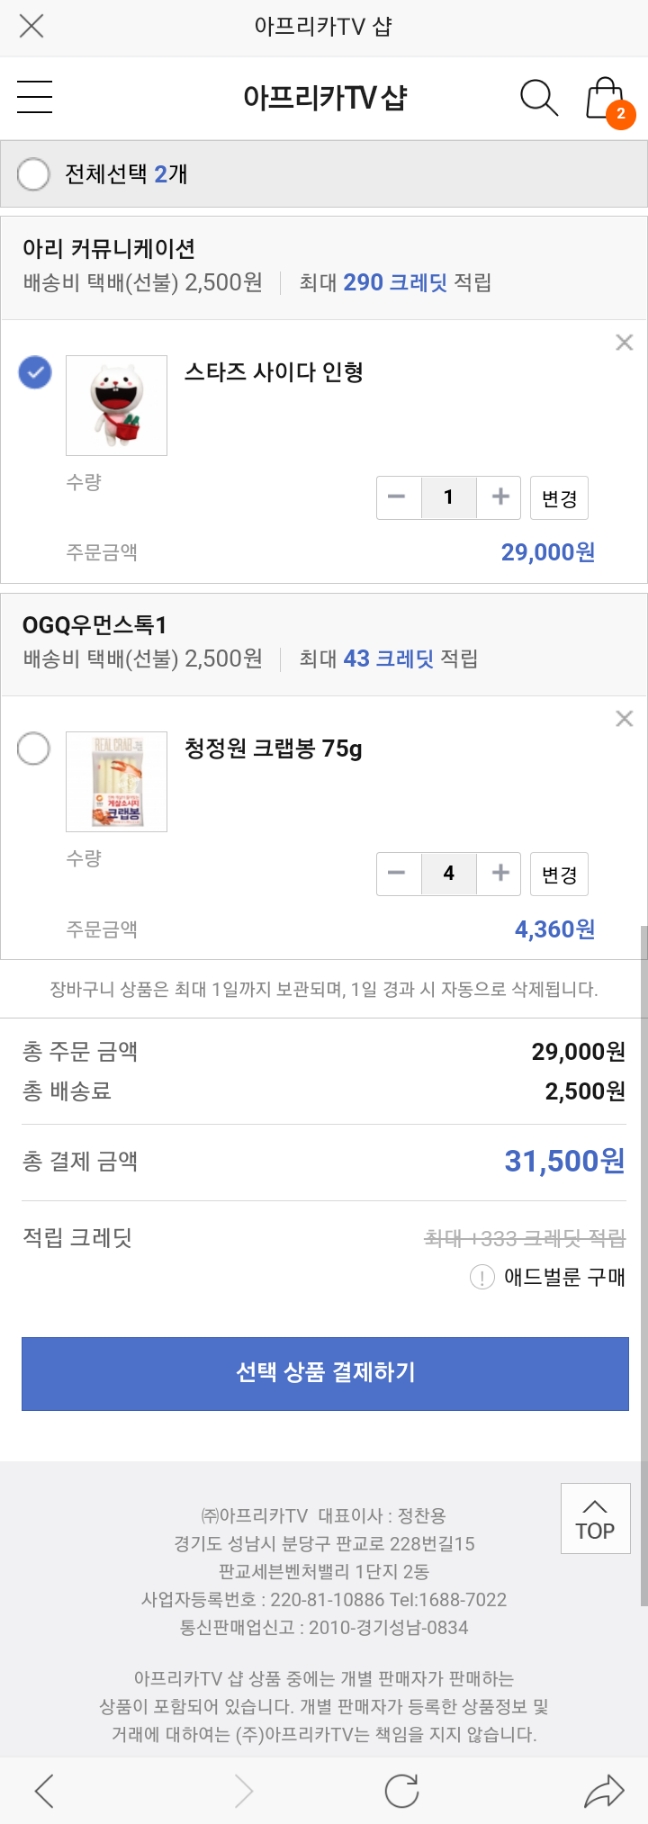 아프리카TV 샵
아프리카TV 샵
2
전체선택 2개
아리 커뮤니케이션
배송비 택배(선불) 2,500원 최대 290 크레딧 적립
스타즈 사이다 인형
수량
1 변경
주문금액 29,000원
OGQ우먼스톡1
배송비 택배(선불) 2,500원 최대 43 크레딧 적립
청정원 크랩봉 75g
REAL CRAB
게살소시지
크랩봉
수량
4 변경
주문금액 4,360원
장바구니 상품은 최대 1일까지 보관되며, 1일 경과 시 자동으로 삭제됩니다.
총 주문 금액 29,000원
총 배송료 2,500원
총 결제 금액 31,500원
적립 크레딧 최대 +333 크레딧 적립
애드벌룬 구매
선택 상품 결제하기
TOP
㈜아프리카TV 대표이사 : 정찬용
경기도 성남시 분당구 판교로 228번길15
판교세븐벤처밸리 1단지 2동
사업자등록번호 : 220-81-10886 Tel:1688-7022
통신판매업신고 : 2010-경기성남-0834
아프리카TV 샵 상품 중에는 개별 판매자가 판매하는
상품이 포함되어 있습니다. 개별 판매자가 등록한 상품정보 및
거래에 대하여는 (주)아프리카TV는 책임을 지지 않습니다.